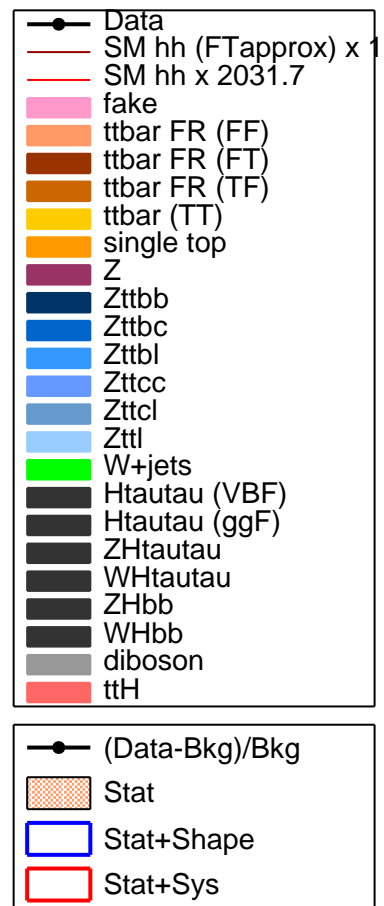 Data
SM hh (FTapprox) x 1
SM hh x 2031.7
fake
ttbar FR (FF)
ttbar FR (FT)
ttbar FR (TF)
ttbar (TT)
single top
Z
Zttbb
Zttbc
Zttbl
Zttcc
Zttcl
Zttl
W+jets
Htautau (VBF)
Htautau (ggF)
ZHtautau
WHtautau
ZHbb
WHbb
diboson
ttH
(Data-Bkg)/Bkg
Stat
Stat+Shape
Stat+Sys